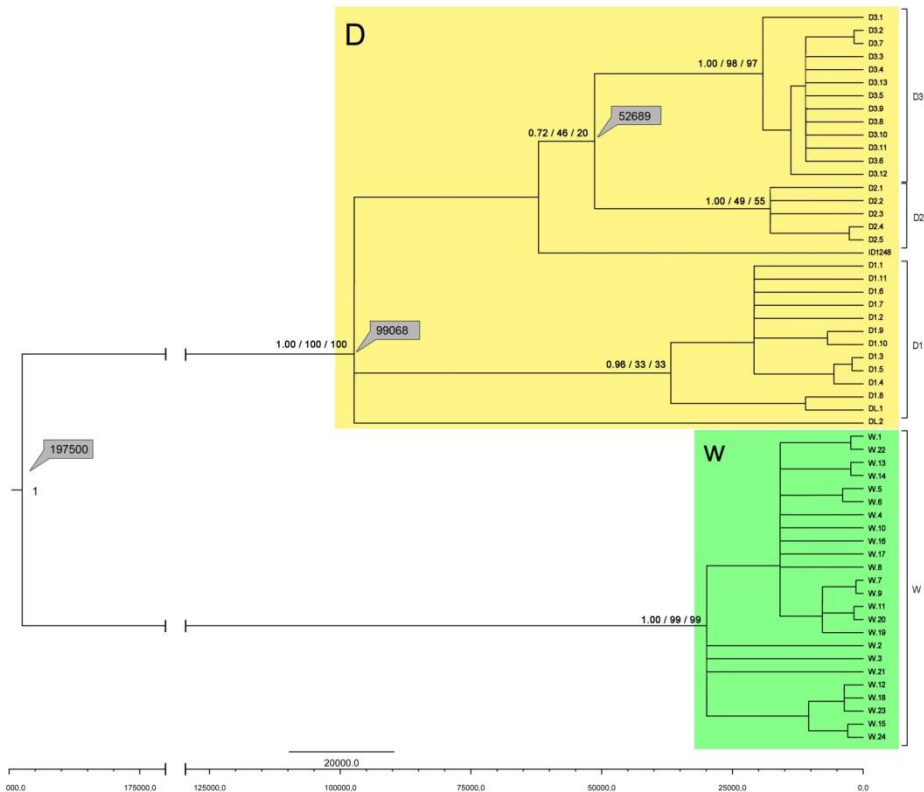 D
D3.1
D3.2
D3.7
D3.3
D3.4
D3.13
D3.5
D3.9
D3.8
D3.10
D3.11
D3.6
D3.12
D3
1.00 / 98 / 97
52689
0.72 / 46 / 20
D2.1
D2.2
D2.3
D2.4
D2.5
D2
1.00 / 49 / 55
ID1248
D1.1
D1.11
D1.6
D1.7
D1.2
D1.9
D1.10
D1.3
D1.5
D1.4
D1.8
DL.1
D1
DL.2
99068
1.00 / 100 / 100
0.96 / 33 / 33
197500
1
W
W.1
W.22
W.13
W.14
W.5
W.6
W.4
W.10
W.16
W.17
W.8
W.7
W.9
W.11
W.20
W.19
W.2
W.3
W.21
W.12
W.18
W.23
W.15
W.24
W
1.00 / 99 / 99
20000.0
000,0 175000,0 125000,0 100000,0 75000,0 50000,0 25000,0 0,0